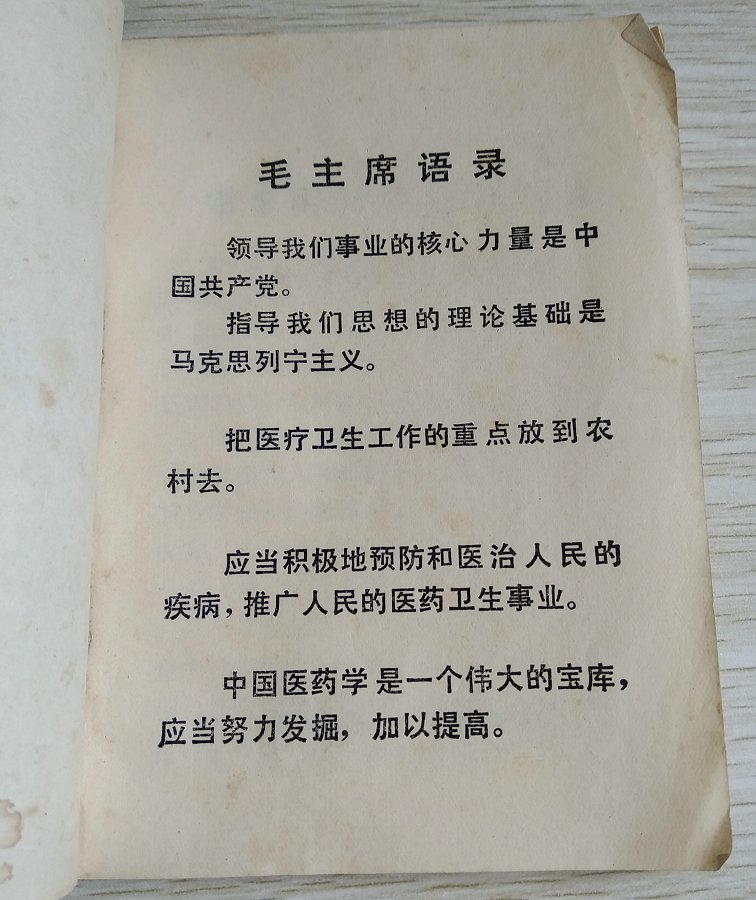 毛主席语录
领导我们事业的核心力量是中
国共产党。
指导我们思想的理论基础是
马克思列宁主义。
把医疗卫生工作的重点放到农
村去。
应当积极地预防和医治人民的
疾病，推广人民的医药卫生事业。
中国医药学是一个伟大的宝库，
应当努力发掘，加以提高。